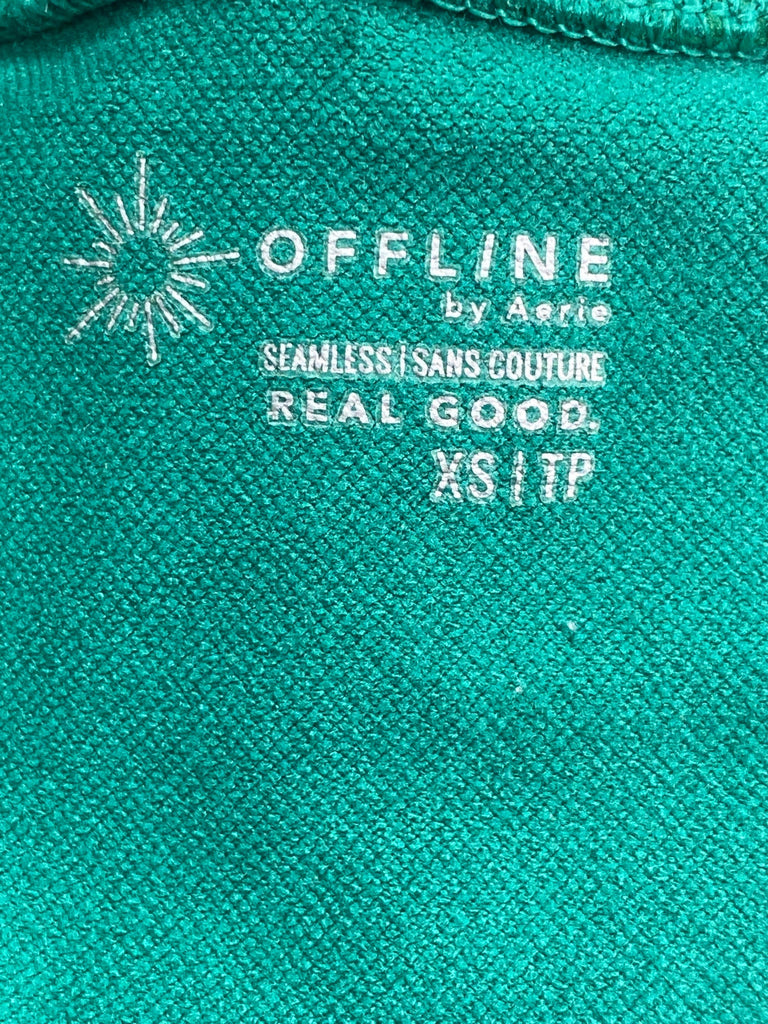 OFFLINE
by Aerie
SEAMLESS | SANS COUTURE
REAL GOOD.
XS | TP